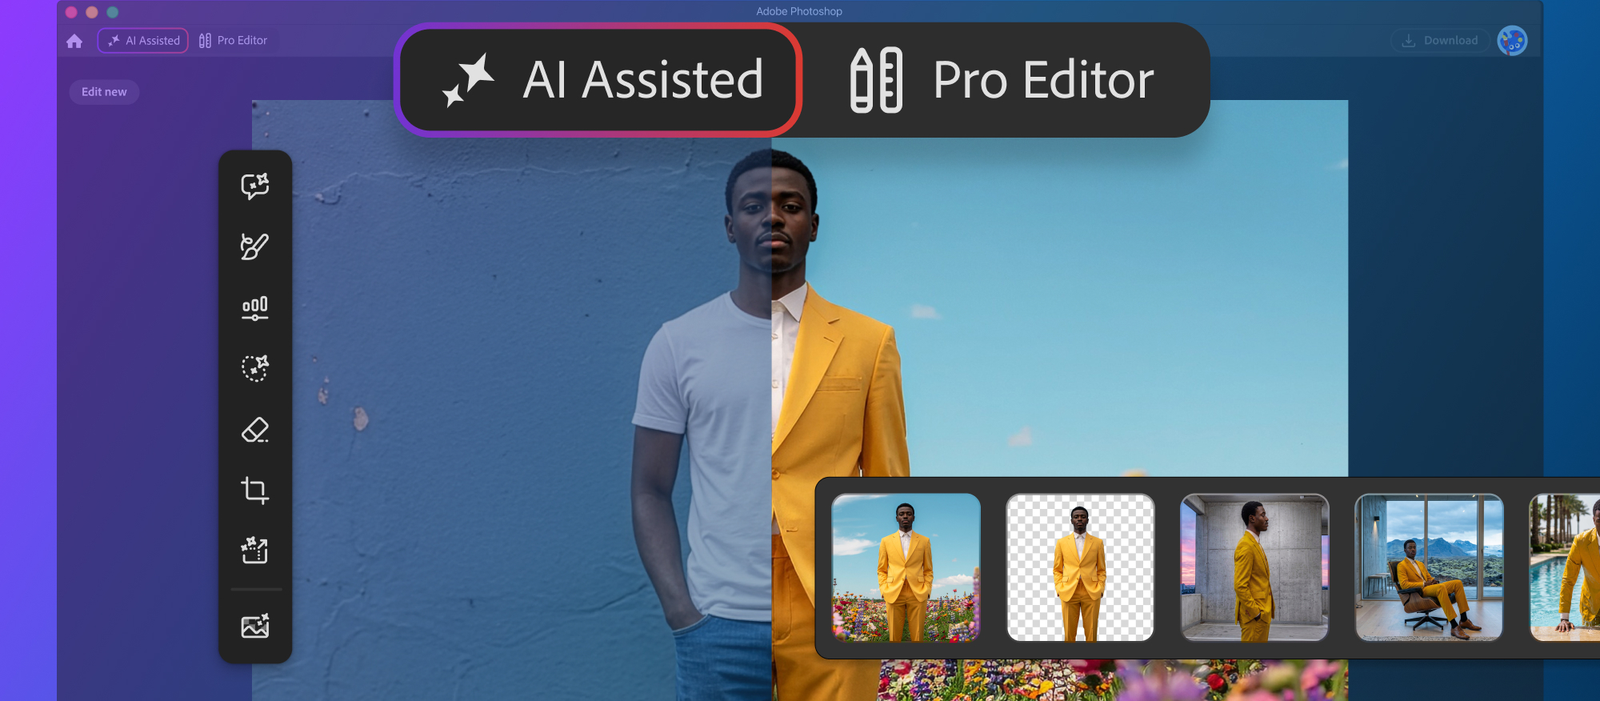 Adobe Photoshop
AI Assisted
Pro Editor
Download
Edit new
AI Assisted
Pro Editor